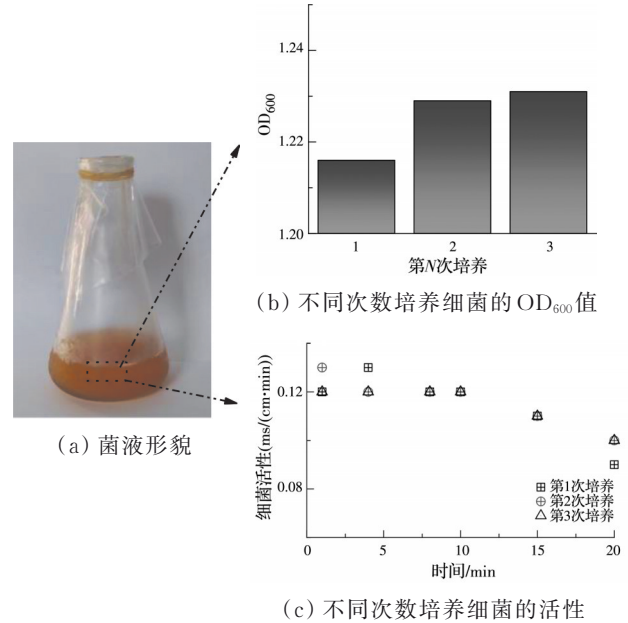 1.24
1.22
1.20
OD600
1
2
3
第N次培养
(b) 不同次数培养细菌的OD600值
(a) 菌液形貌
0.12
0.08
细菌活性(ms/(cm·min))
第1次培养
第2次培养
第3次培养
0
5
10
15
20
时间/min
(c) 不同次数培养细菌的活性